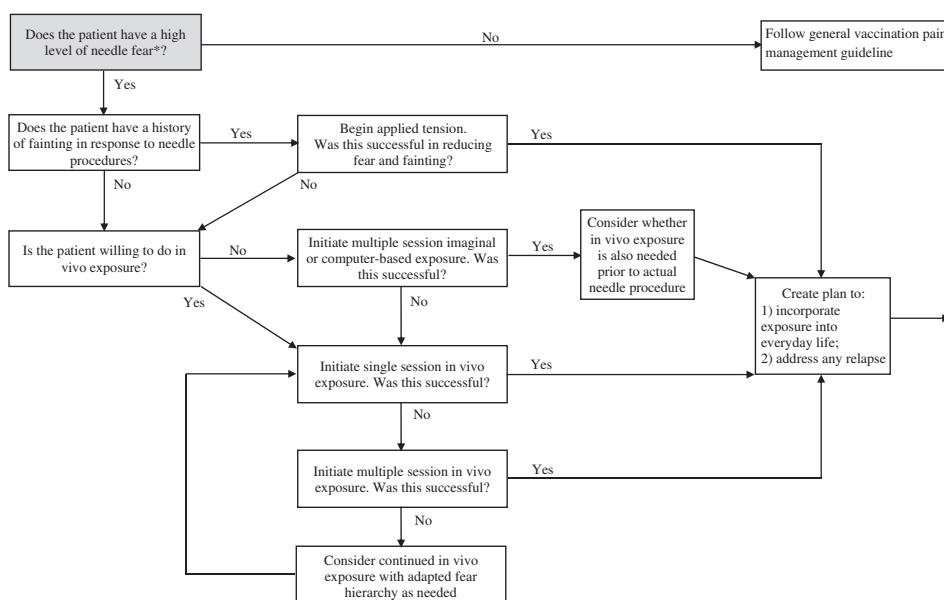 Does the patient have a high
level of needle fear*?
No
Follow general vaccination pain
management guideline
Yes
Does the patient have a history
of fainting in response to needle
procedures?
Yes
Begin applied tension.
Was this successful in reducing
fear and fainting?
Yes
No
No
Is the patient willing to do in
vivo exposure?
No
Initiate multiple session imaginal
or computer-based exposure. Was
this successful?
Yes
Consider whether
in vivo exposure
is also needed
prior to actual
needle procedure
Create plan to:
1) incorporate
exposure into
everyday life;
2) address any relapse
Yes
No
Initiate single session in vivo
exposure. Was this successful?
Yes
No
Initiate multiple session in vivo
exposure. Was this successful?
Yes
No
Consider continued in vivo
exposure with adapted fear
hierarchy as needed